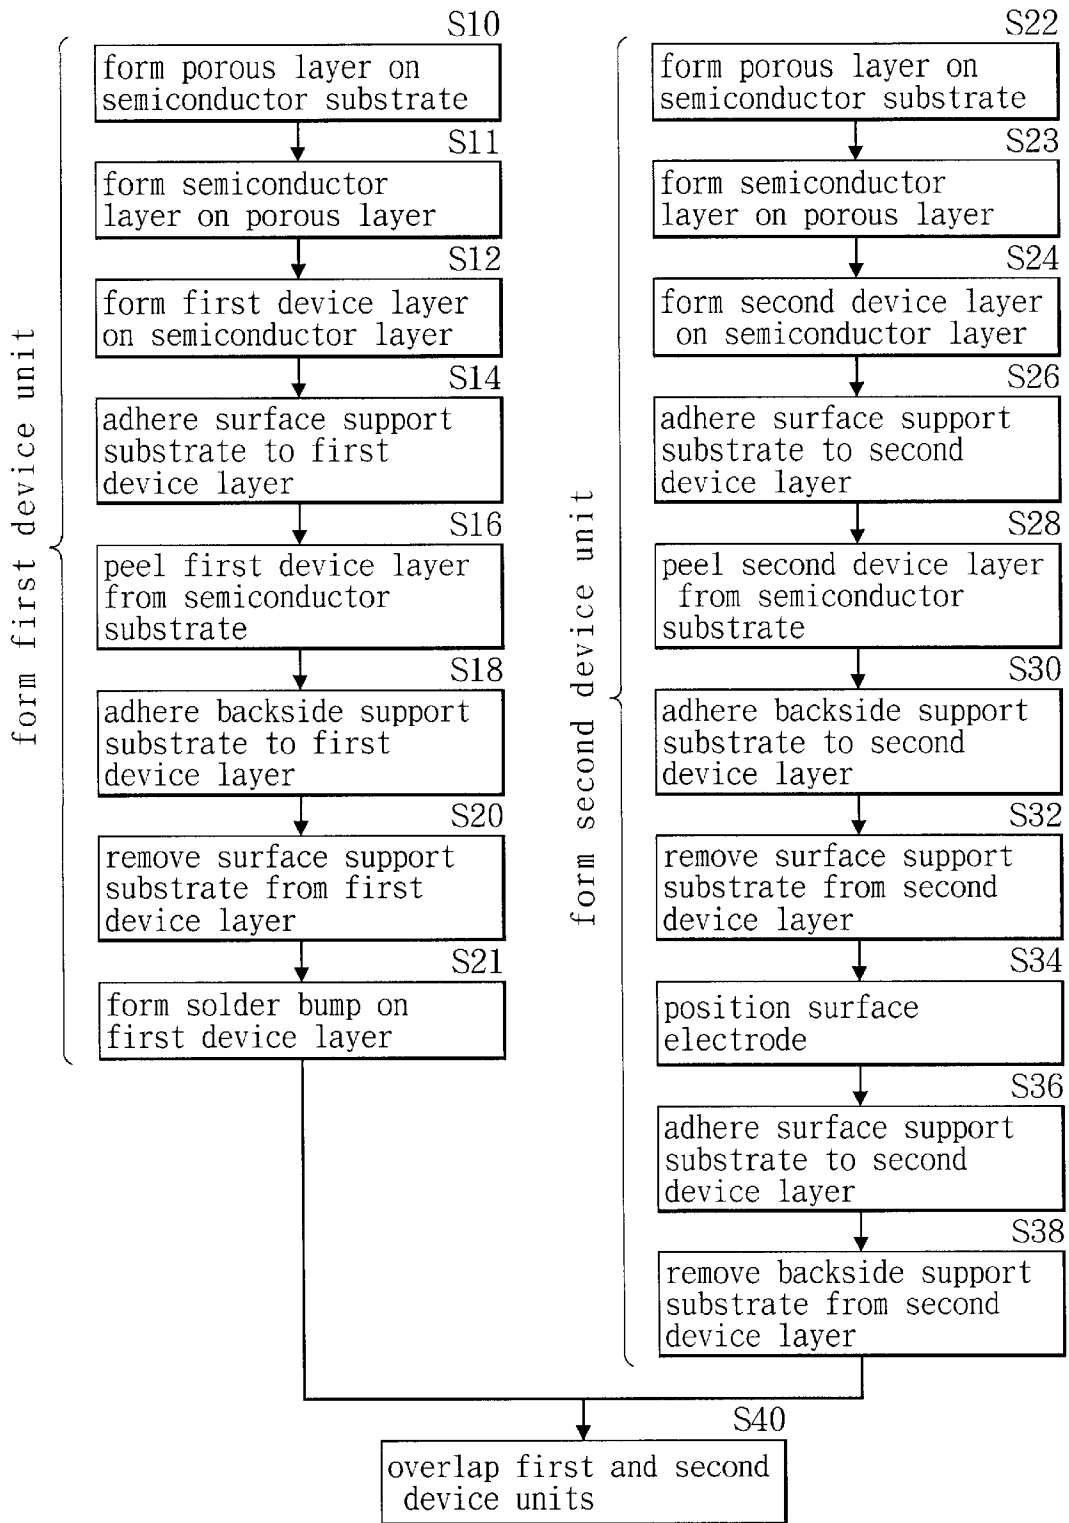 S10
form porous layer on
semiconductor substrate
S11
form semiconductor
layer on porous layer
S12
form first device layer
on semiconductor layer
S14
adhere surface support
substrate to first
device layer
S16
peel first device layer
from semiconductor
substrate
S18
adhere backside support
substrate to first
device layer
S20
remove surface support
substrate from first
device layer
S21
form solder bump on
first device layer
form first device unit
S22
form porous layer on
semiconductor substrate
S23
form semiconductor
layer on porous layer
S24
form second device layer
on semiconductor layer
S26
adhere surface support
substrate to second
device layer
S28
peel second device layer
from semiconductor
substrate
S30
adhere backside support
substrate to second
device layer
S32
remove surface support
substrate from second
device layer
S34
position surface
electrode
S36
adhere surface support
substrate to second
device layer
S38
remove backside support
substrate from second
device layer
form second device unit
S40
overlap first and second
device units